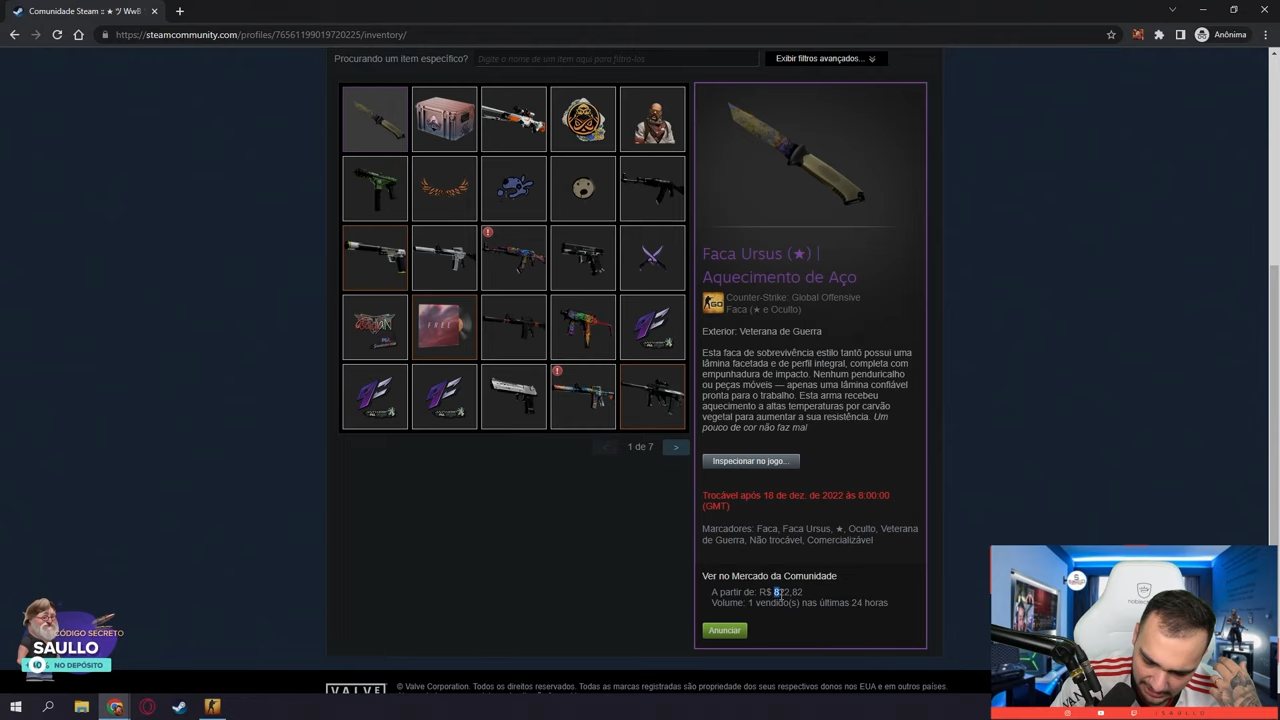 Comunidade Steam :: ★ ツ WwB
Anônima
https://steamcommunity.com/profiles/76561199019720225/inventory/
Procurando um item específico?
Digite o nome de um item aqui para filtrá-los
Exibir filtros avançados...
1 de 7
Faca Ursus (★) |
Aquecimento de Aço
Counter-Strike: Global Offensive
Faca (★ e Oculto)
Exterior: Veterana de Guerra
Esta faca de sobrevivência estilo tantō possui uma
lâmina facetada e de perfil integral, completa com
empunhadura de impacto. Nenhum penduricalho
ou peças móveis — apenas uma lâmina confiável
pronta para o trabalho. Esta arma recebeu
aquecimento a altas temperaturas por carvão
vegetal para aumentar a sua resistência. Um
pouco de cor não faz mal
Inspecionar no jogo...
Trocável após 18 de dez. de 2022 às 8:00:00
(GMT)
Marcadores: Faca, Faca Ursus, ★, Oculto, Veterana
de Guerra, Não trocável, Comercializável
Ver no Mercado da Comunidade
A partir de: R$ 822,82
Volume: 1 vendido(s) nas últimas 24 horas
Anunciar
CÓDIGO SECRETO
SAULLO
NO DEPÓSITO
VALVE
© Valve Corporation. Todos os direitos reservados. Todas as marcas registradas são propriedade dos seus respectivos donos nos EUA e em outros países.